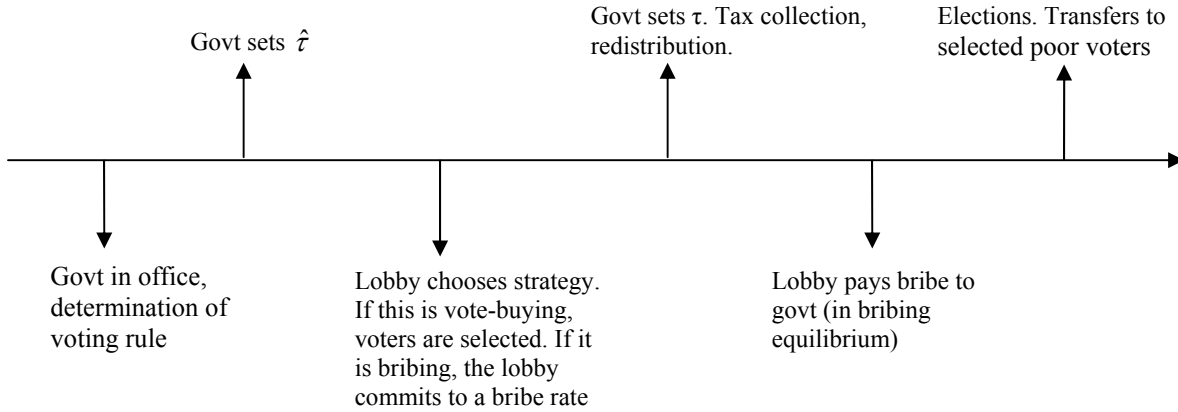 Govt sets τ̂
Govt sets τ. Tax collection,
redistribution.
Elections. Transfers to
selected poor voters
Govt in office,
determination of
voting rule
Lobby chooses strategy.
If this is vote-buying,
voters are selected. If it
is bribing, the lobby
commits to a bribe rate
Lobby pays bribe to
govt (in bribing
equilibrium)